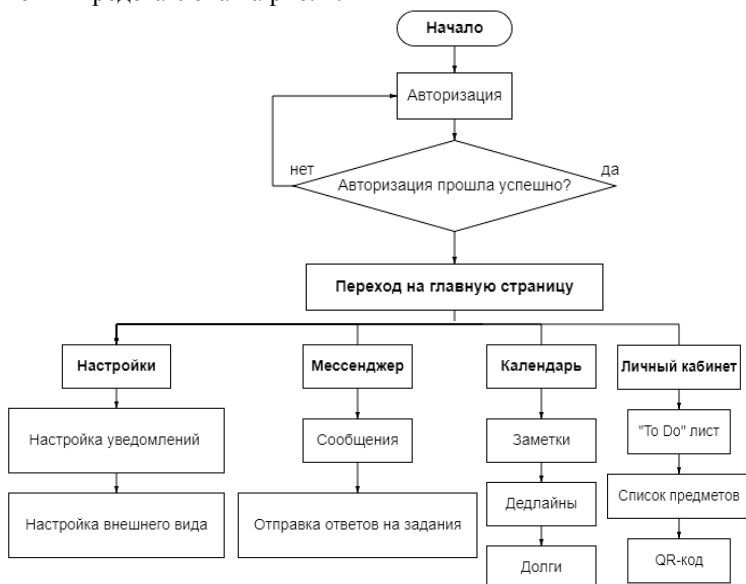 Начало
Авторизация
нет
да
Авторизация прошла успешно?
Переход на главную страницу
Настройки
Мессенджер
Календарь
Личный кабинет
Настройка уведомлений
Сообщения
Заметки
"To Do" лист
Настройка внешнего вида
Отправка ответов на задания
Дедлайны
Список предметов
Долги
QR-код